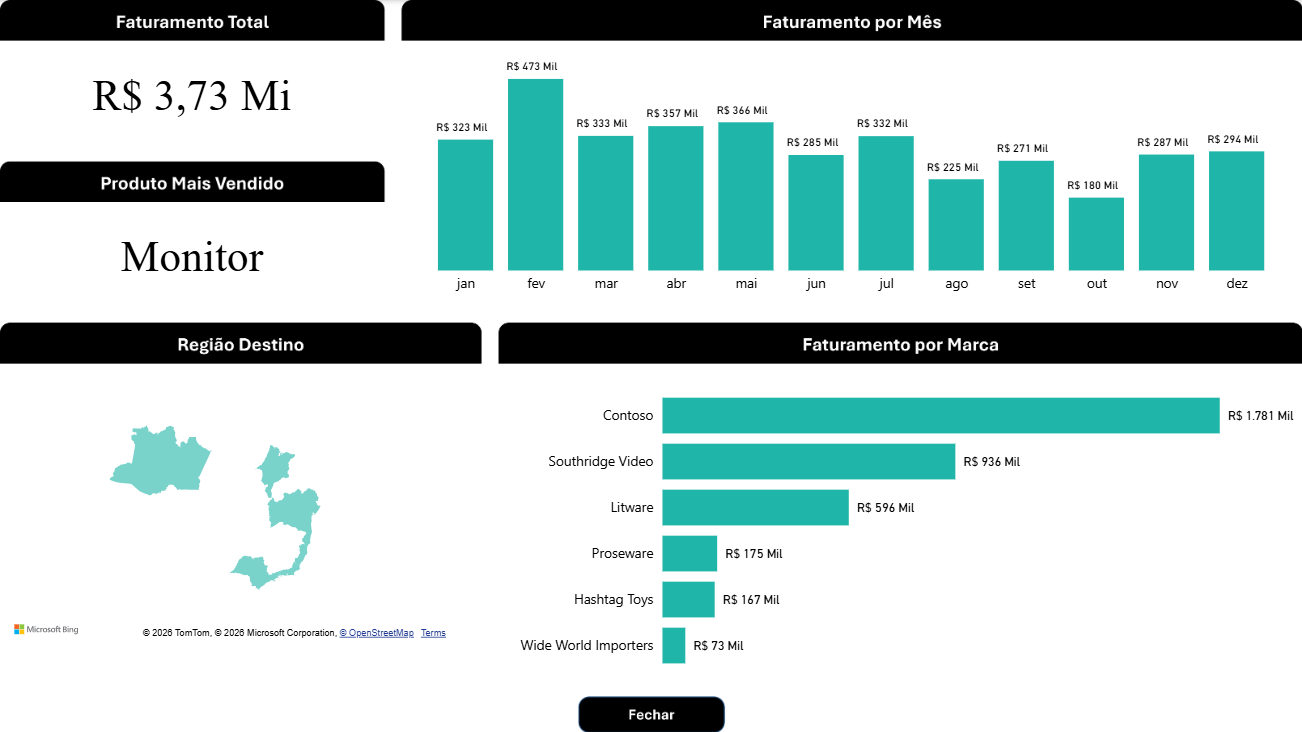 Faturamento Total
R$ 3,73 Mi
Produto Mais Vendido
Monitor
Faturamento por Mês
R$ 323 Mil
R$ 473 Mil
R$ 333 Mil
R$ 357 Mil
R$ 366 Mil
R$ 285 Mil
R$ 332 Mil
R$ 225 Mil
R$ 271 Mil
R$ 180 Mil
R$ 287 Mil
R$ 294 Mil
jan fev mar abr mai jun jul ago set out nov dez
Região Destino
Microsoft Bing
© 2026 TomTom, © 2026 Microsoft Corporation, © OpenStreetMap Terms
Faturamento por Marca
Contoso R$ 1.781 Mil
Southridge Video R$ 936 Mil
Litware R$ 596 Mil
Proseware R$ 175 Mil
Hashtag Toys R$ 167 Mil
Wide World Importers R$ 73 Mil
Fechar